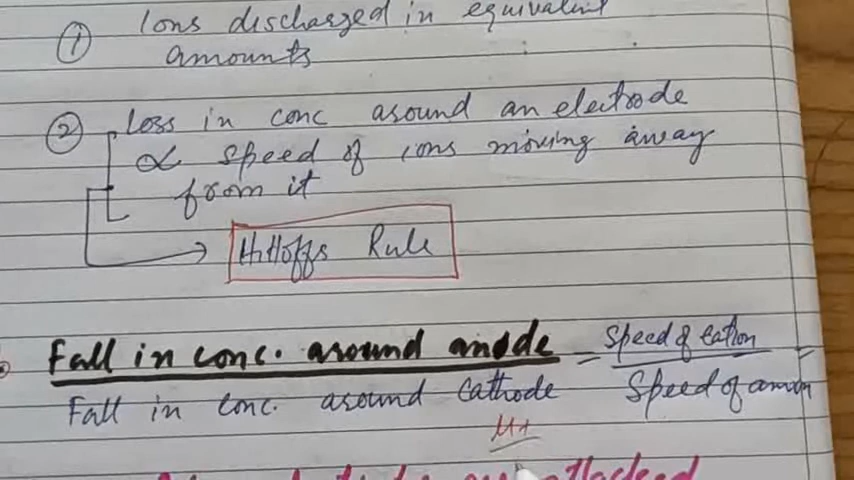 ① Ions discharged in equivalent
amounts
② Loss in conc around an electrode
∝ speed of ions moving away
from it
Hittoffs Rule
Fall in conc. around anode = Speed of cation =
Fall in conc. around Cathode Speed of anion